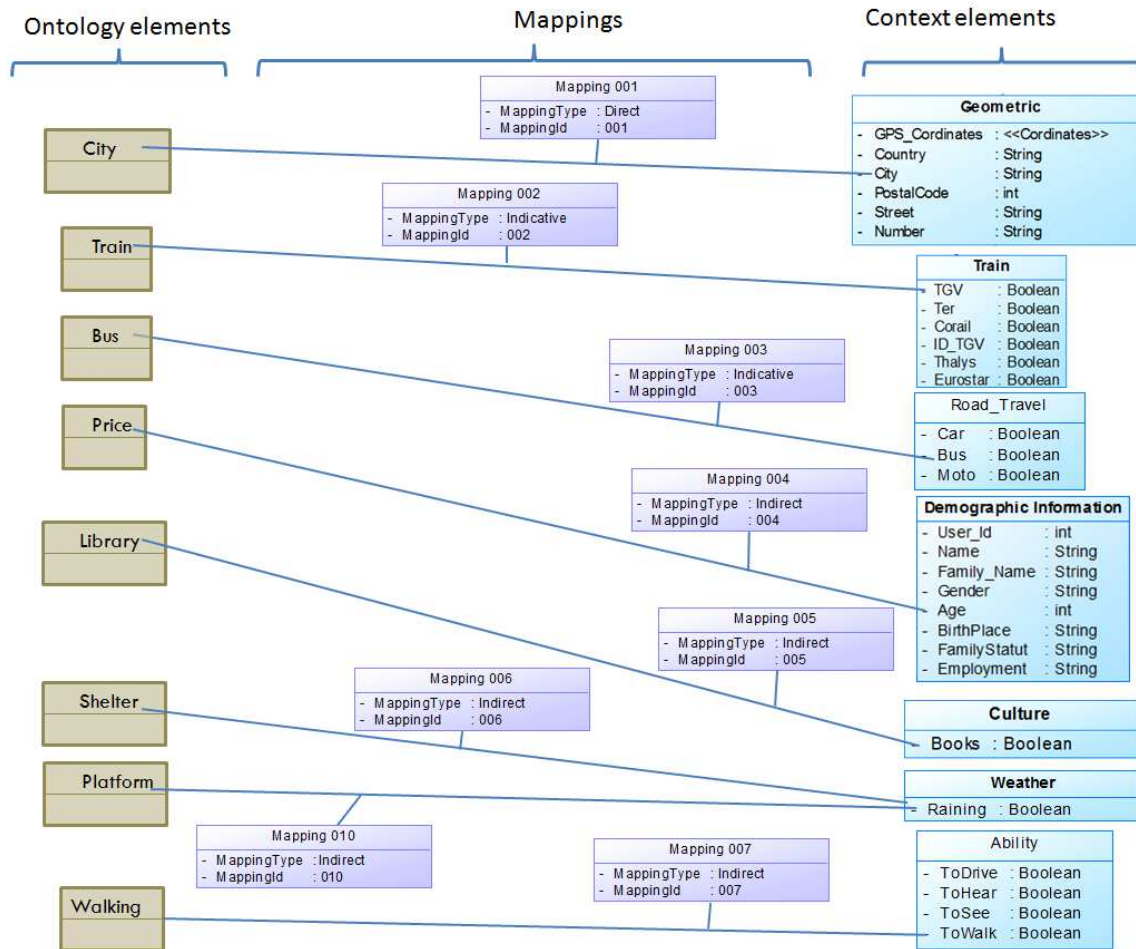 Ontology elements
Mappings
Context elements
Mapping 001
- MappingType : Direct
- MappingId : 001
Geometric
- GPS_Cordinates : <<Cordinates>>
- Country : String
- City : String
- PostalCode : int
- Street : String
- Number : String
City
Mapping 002
- MappingType : Indicative
- MappingId : 002
Train
Train
- TGV : Boolean
- Ter : Boolean
- Corail : Boolean
- ID_TGV : Boolean
- Thalys : Boolean
- Eurostar : Boolean
Bus
Mapping 003
- MappingType : Indicative
- MappingId : 003
Road_Travel
- Car : Boolean
- Bus : Boolean
- Moto : Boolean
Price
Mapping 004
- MappingType : Indirect
- MappingId : 004
Demographic Information
- User_Id : int
- Name : String
- Family_Name : String
- Gender : String
- Age : int
- BirthPlace : String
- FamilyStatut : String
- Employment : String
Library
Mapping 005
- MappingType : Indirect
- MappingId : 005
Culture
- Books : Boolean
Shelter
Mapping 006
- MappingType : Indirect
- MappingId : 006
Weather
- Raining : Boolean
Platform
Mapping 010
- MappingType : Indirect
- MappingId : 010
Mapping 007
- MappingType : Indirect
- MappingId : 007
Ability
- ToDrive : Boolean
- ToHear : Boolean
- ToSee : Boolean
- ToWalk : Boolean
Walking